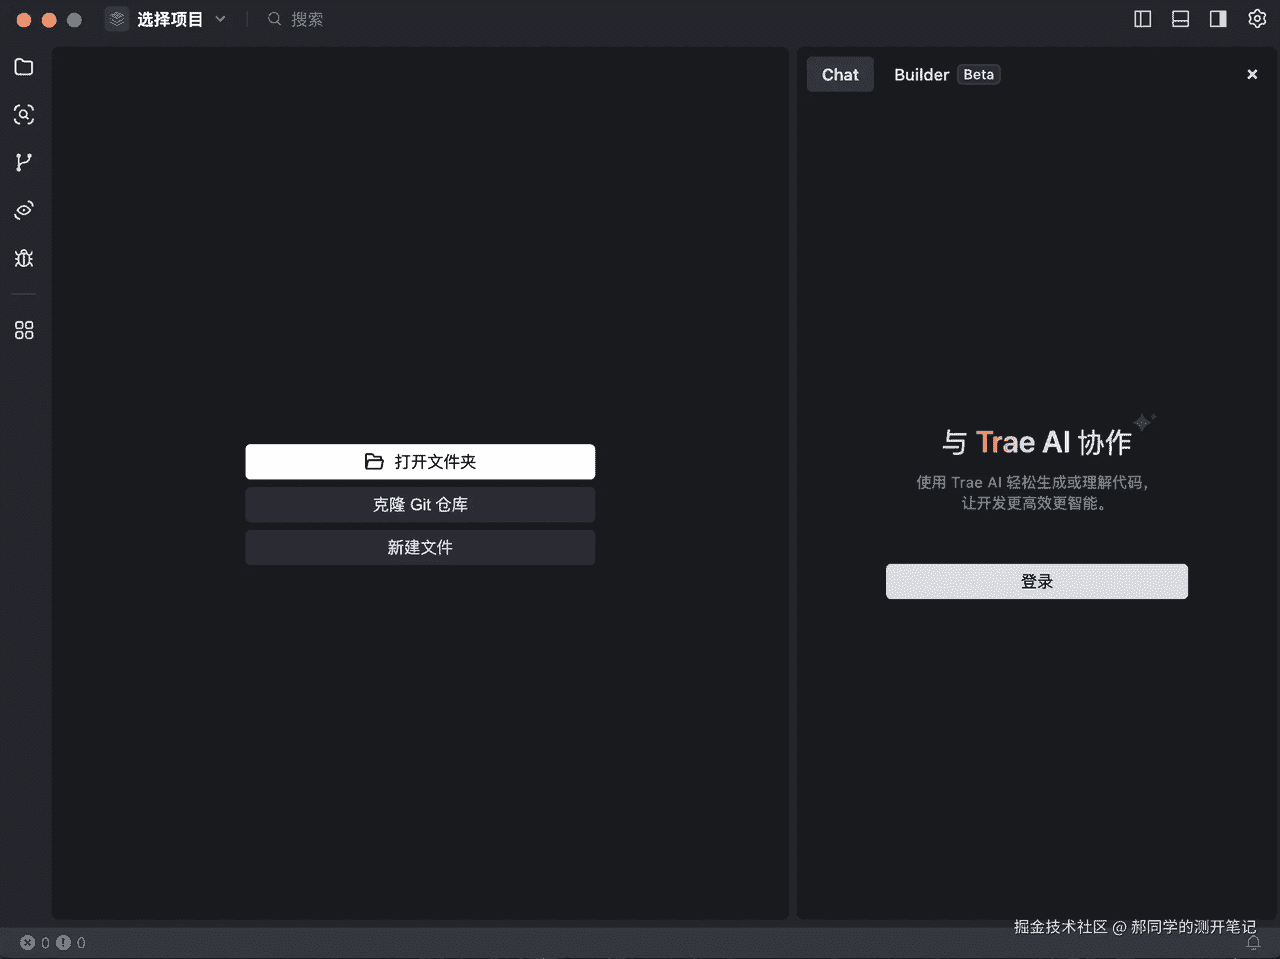 选择项目
搜索
Chat
Builder Beta
打开文件夹
克隆 Git 仓库
新建文件
与 Trae AI 协作
使用 Trae AI 轻松生成或理解代码，
让开发更高效更智能。
登录
掘金技术社区 @ 郝同学的测开笔记
0 0